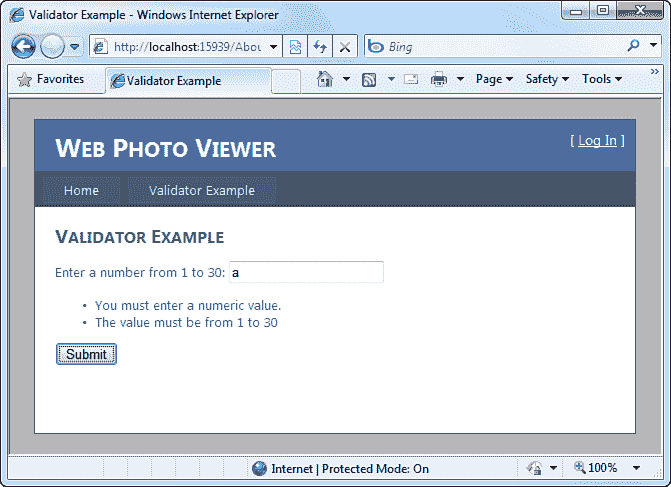 Validator Example - Windows Internet Explorer
http://localhost:15939/Abou
Bing
Favorites
Validator Example
Page
Safety
Tools
»
WEB PHOTO VIEWER
[ Log In ]
Home
Validator Example
VALIDATOR EXAMPLE
Enter a number from 1 to 30: a
• You must enter a numeric value.
• The value must be from 1 to 30
Submit
Internet | Protected Mode: On
100%